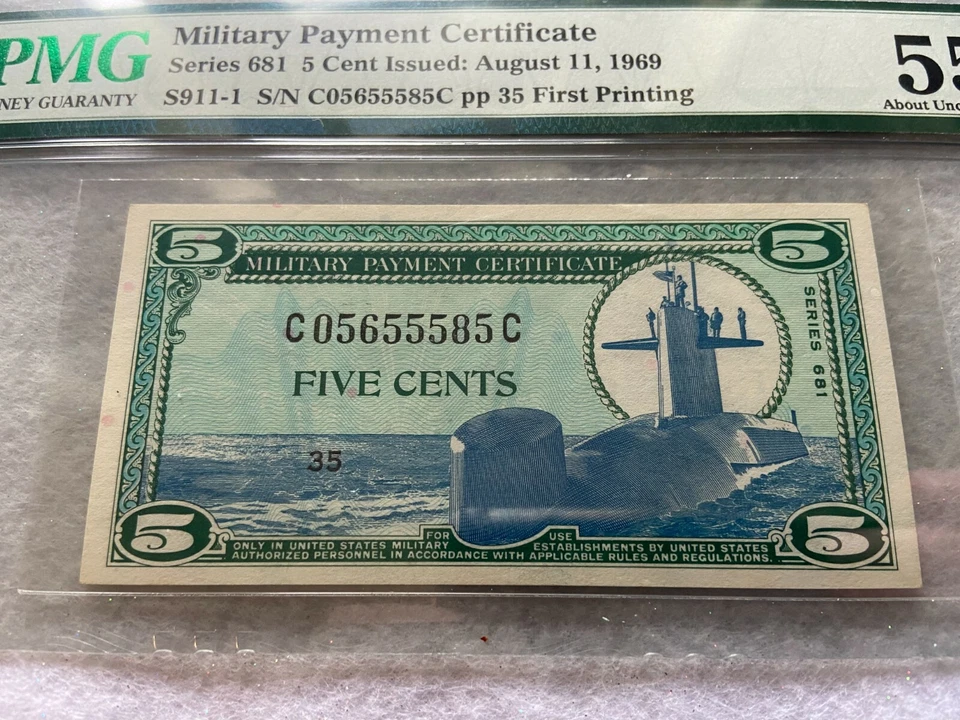 PMG
Military Payment Certificate
Series 681 5 Cent Issued: August 11, 1969
S911-1 S/N C05655585C pp 35 First Printing
55
About Unc
NEY GUARANTY
5 5
MILITARY PAYMENT CERTIFICATE
SERIES 681
C05655585C
FIVE CENTS
35
5 5
FOR USE
ONLY IN UNITED STATES MILITARY ESTABLISHMENTS BY UNITED STATES
AUTHORIZED PERSONNEL IN ACCORDANCE WITH APPLICABLE RULES AND REGULATIONS.